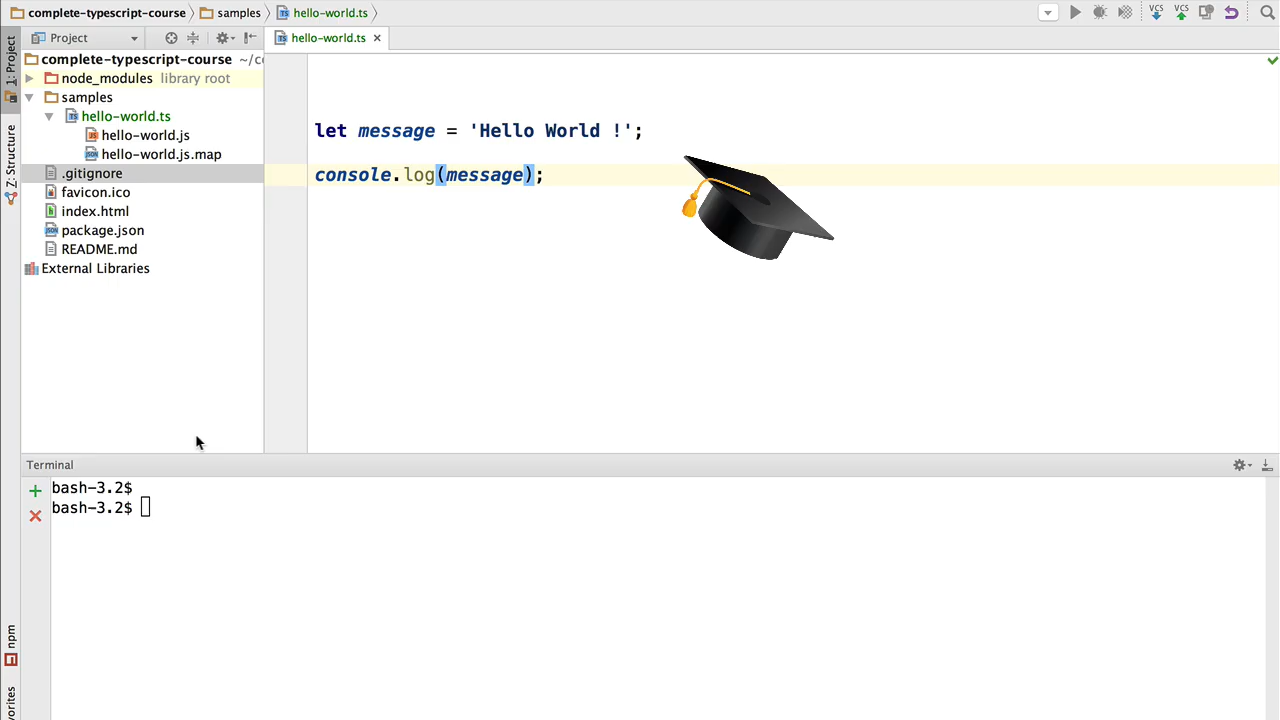 complete-typescript-course samples hello-world.ts
Project
hello-world.ts
VCS VCS
1: Project
Z: Structure
complete-typescript-course ~/c
node_modules library root
samples
hello-world.ts
hello-world.js
hello-world.js.map
.gitignore
favicon.ico
index.html
package.json
README.md
External Libraries
let message = 'Hello World !';
console.log(message);
Terminal
bash-3.2$
bash-3.2$
npm
vorites